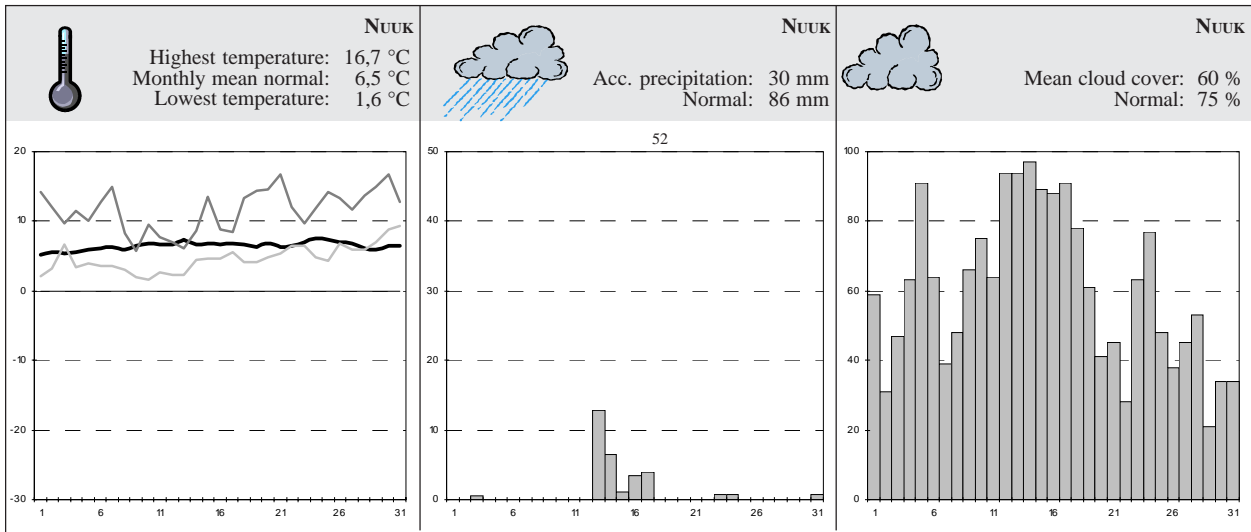 NUUK
Highest temperature: 16,7 °C
Monthly mean normal: 6,5 °C
Lowest temperature: 1,6 °C
20
10
0
-10
-20
-30
1 6 11 16 21 26 31
NUUK
Acc. precipitation: 30 mm
Normal: 86 mm
52
50
40
30
20
10
0
1 6 11 16 21 26 31
NUUK
Mean cloud cover: 60 %
Normal: 75 %
100
80
60
40
20
0
1 6 11 16 21 26 31